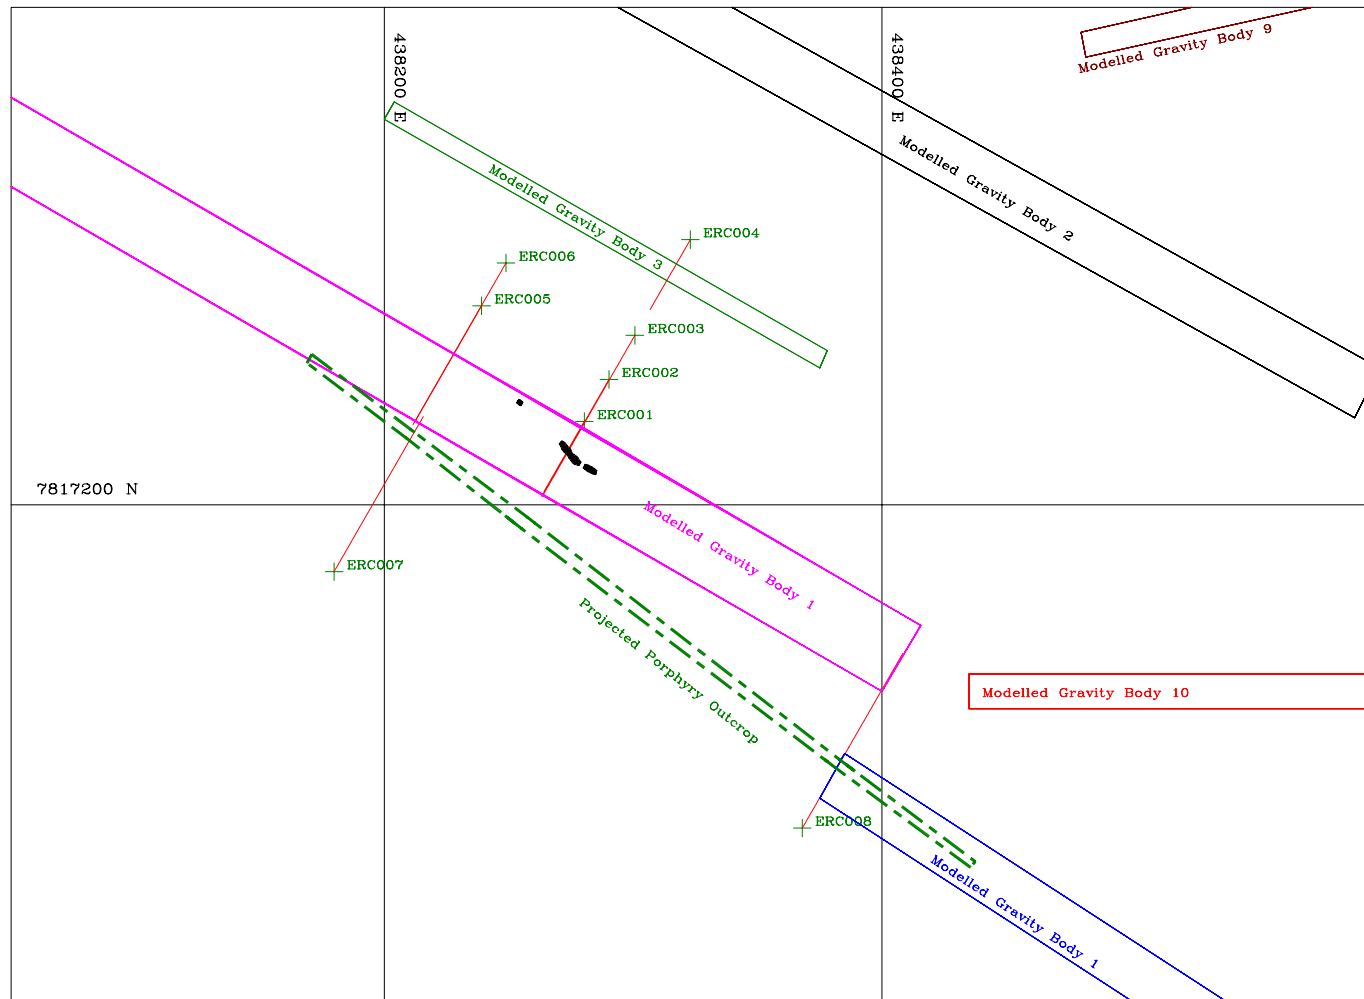 438200 E
438400 E
Modelled Gravity Body 9
Modelled Gravity Body 2
Modelled Gravity Body 3
ERC004
ERC006
ERC005
ERC003
ERC002
ERC001
7817200 N
Modelled Gravity Body 1
ERC007
Projected Porphyry Outcrop
Modelled Gravity Body 10
ERC008
Modelled Gravity Body 1